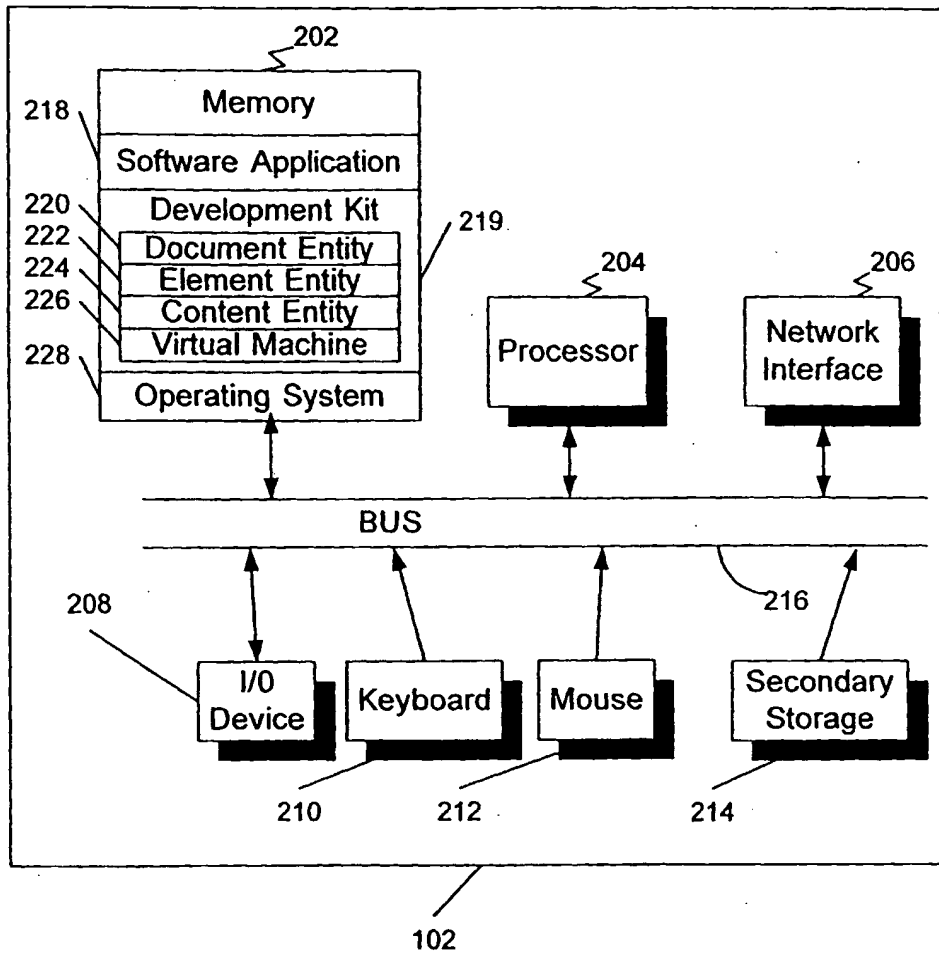 202
Memory
218
Software Application
Development Kit
220
219
Document Entity
222
Element Entity
224
Content Entity
226
Virtual Machine
228
Operating System
204
Processor
206
Network
Interface
BUS
216
208
I/0
Device
Keyboard
Mouse
Secondary
Storage
210
212
214
102